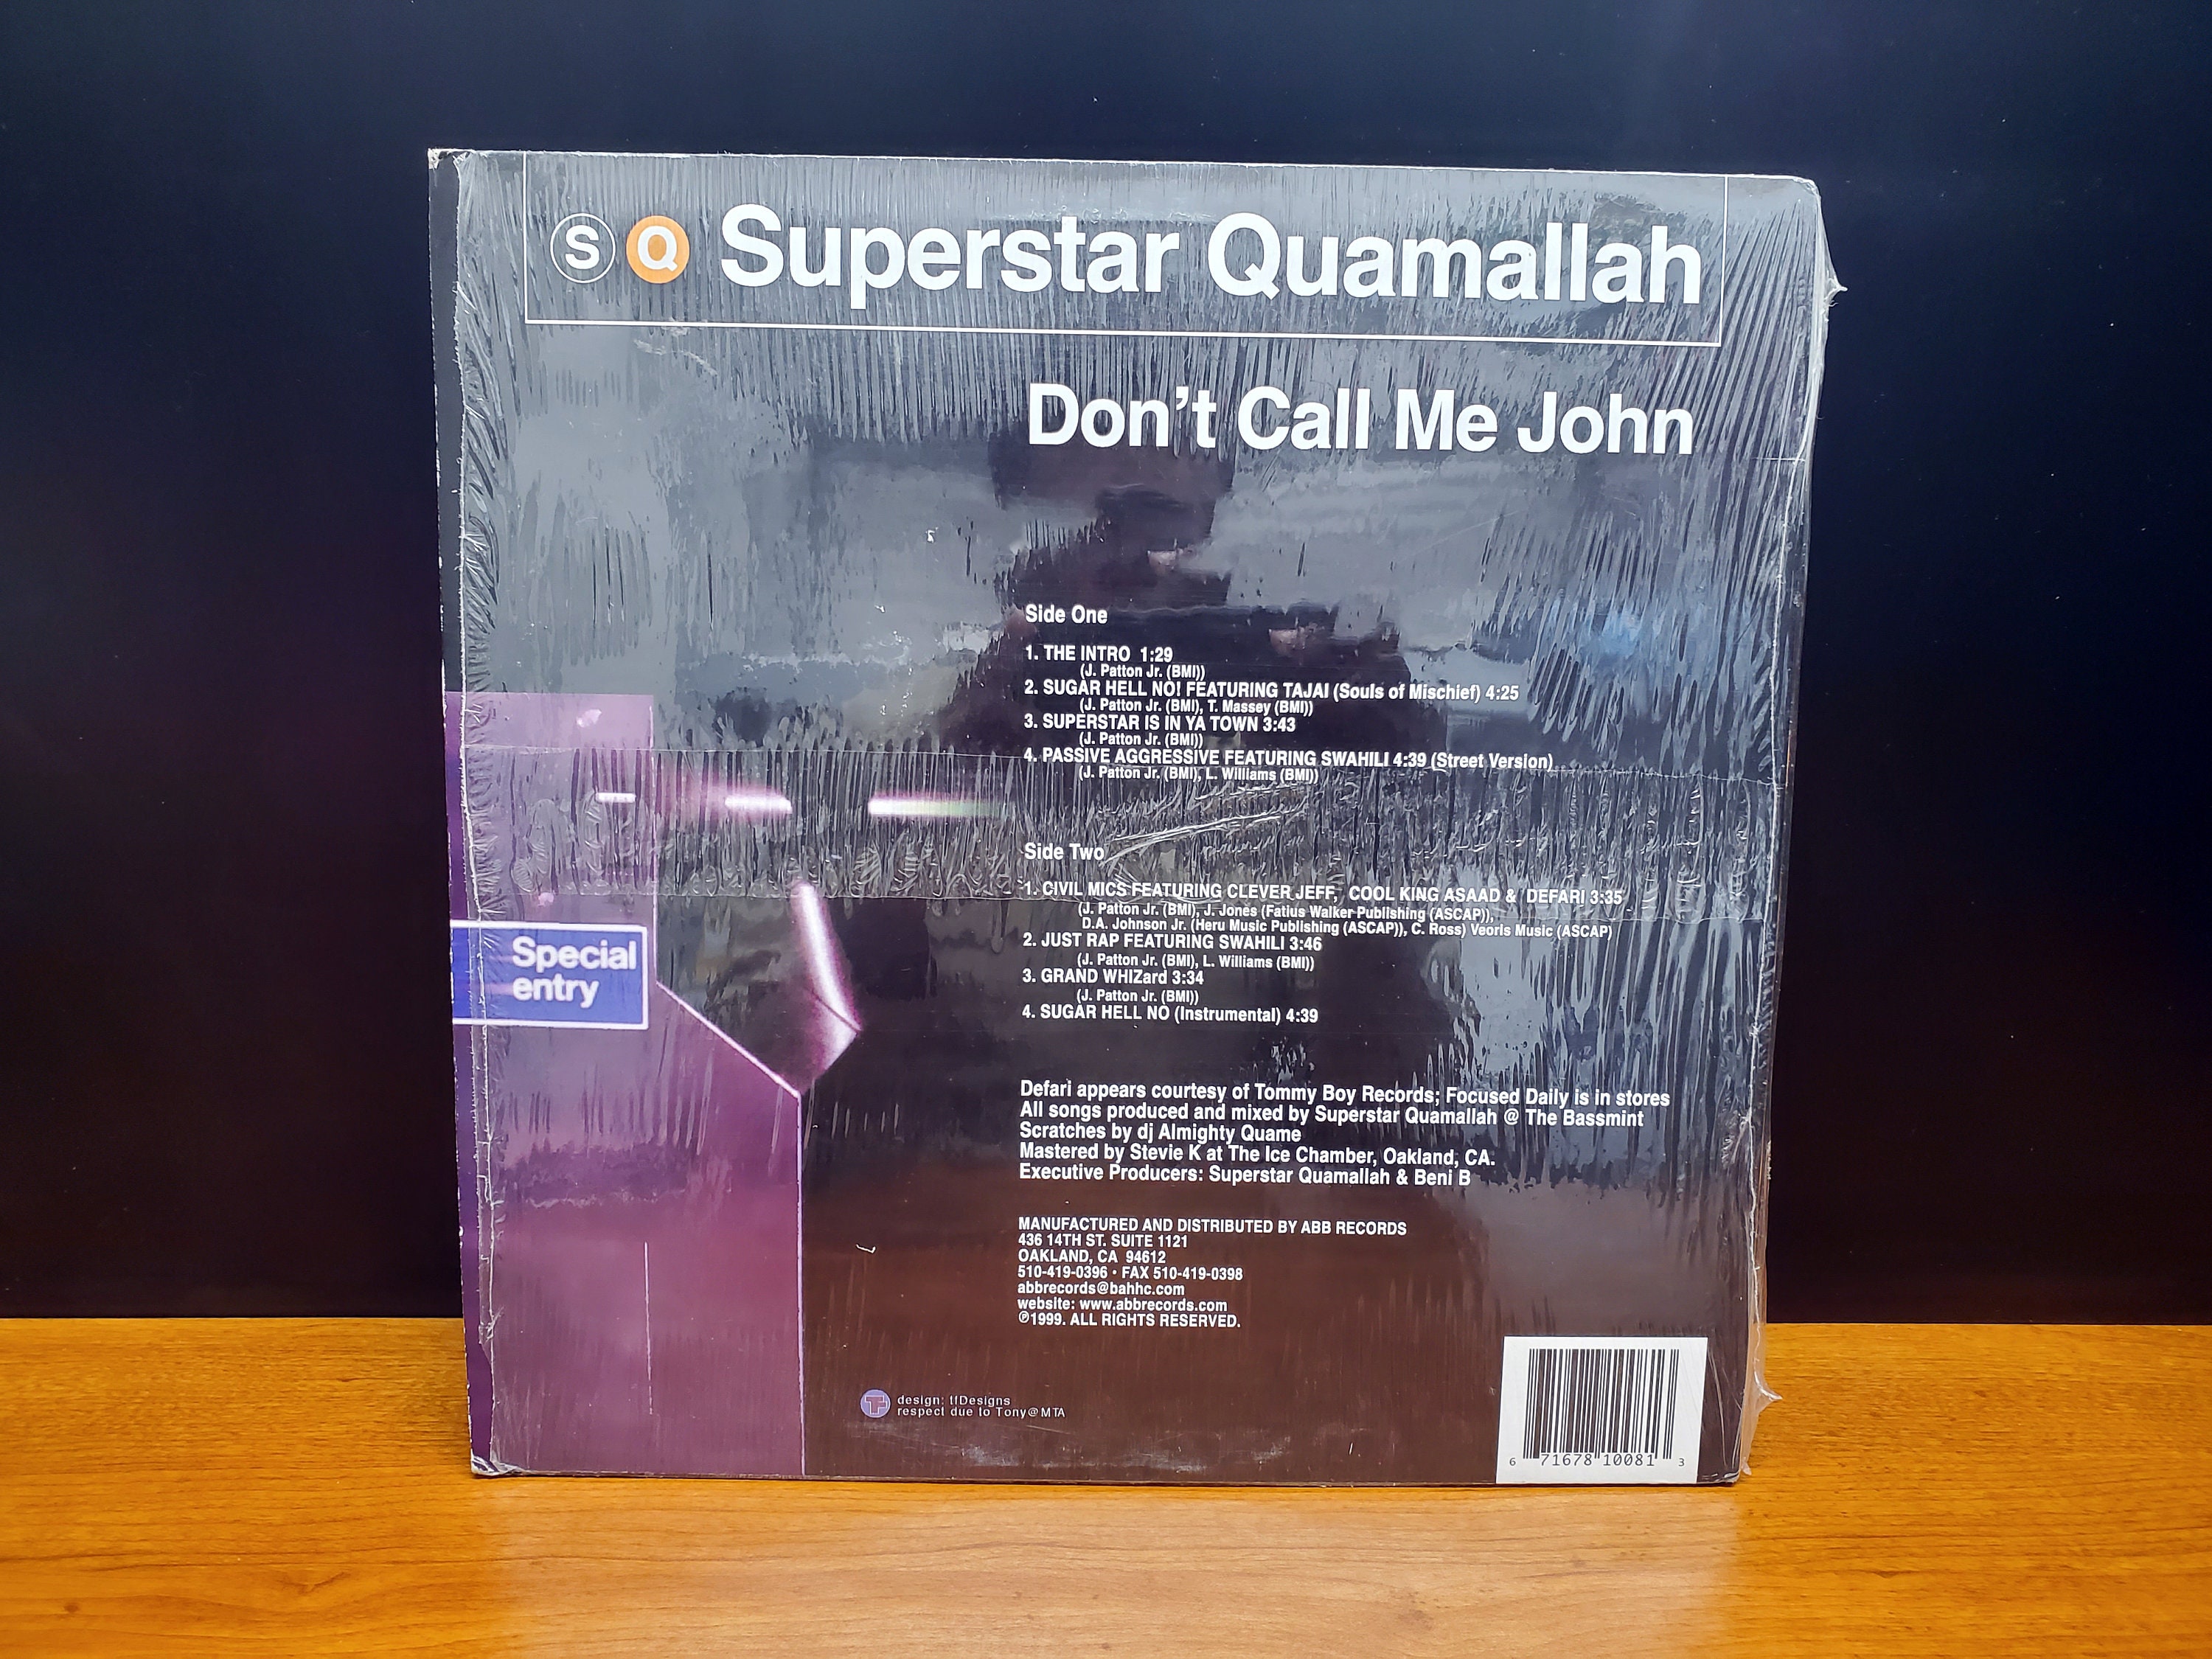 S Q Superstar Quamallah
Don't Call Me John
Side One
1. THE INTRO 1:29
(J. Patton Jr. (BMI))
2. SUGAR HELL NO! FEATURING TAJAI (Souls of Mischief) 4:25
(J. Patton Jr. (BMI), T. Massey (BMI))
3. SUPERSTAR IS IN YA TOWN 3:43
(J. Patton Jr. (BMI))
4. PASSIVE AGGRESSIVE FEATURING SWAHILI 4:39 (Street Version)
(J. Patton Jr. (BMI), L. Williams (BMI))
Side Two
1. CIVIL MICS FEATURING CLEVER JEFF, COOL KING ASAAD & DEFARI 3:35
(J. Patton Jr. (BMI), J. Jones (Fatius Walker Publishing (ASCAP)),
D.A. Johnson Jr. (Heru Music Publishing (ASCAP)), C. Ross) Veoris Music (ASCAP)
2. JUST RAP FEATURING SWAHILI 3:46
(J. Patton Jr. (BMI), L. Williams (BMI))
3. GRAND WHIZard 3:34
(J. Patton Jr. (BMI))
4. SUGAR HELL NO (Instrumental) 4:39
Special
entry
Defari appears courtesy of Tommy Boy Records; Focused Daily is in stores
All songs produced and mixed by Superstar Quamallah @ The Bassmint
Scratches by dj Almighty Quame
Mastered by Stevie K at The Ice Chamber, Oakland, CA.
Executive Producers: Superstar Quamallah & Beni B
MANUFACTURED AND DISTRIBUTED BY ABB RECORDS
436 14TH ST. SUITE 1121
OAKLAND, CA 94612
510-419-0396 • FAX 510-419-0398
abbrecords@bahhc.com
website: www.abbrecords.com
℗1999. ALL RIGHTS RESERVED.
design: tfDesigns
respect due to Tony@MTA
6 71678 10081 3